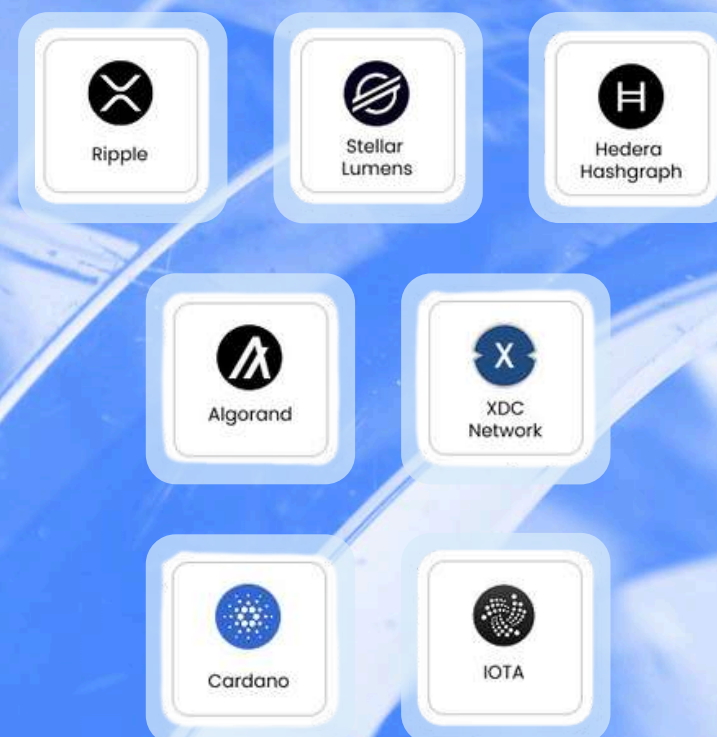 Ripple
Stellar
Lumens
Hedera
Hashgraph
Algorand
XDC
Network
Cardano
IOTA